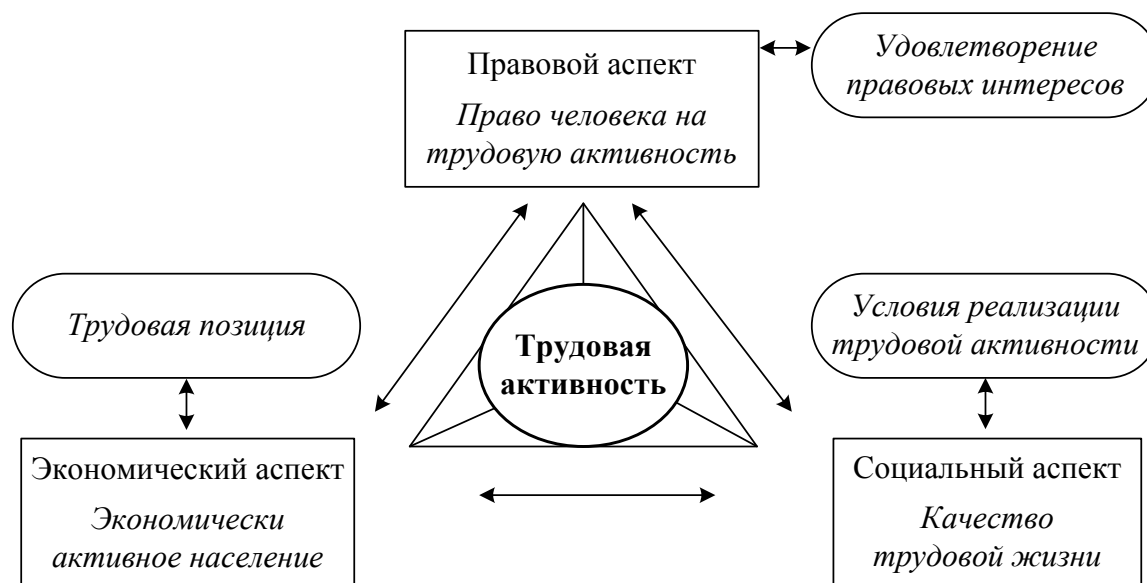 Правовой аспект
Право человека на
трудовую активность
Удовлетворение
правовых интересов
Трудовая позиция
Условия реализации
трудовой активности
Трудовая
активность
Экономический аспект
Экономически
активное население
Социальный аспект
Качество
трудовой жизни